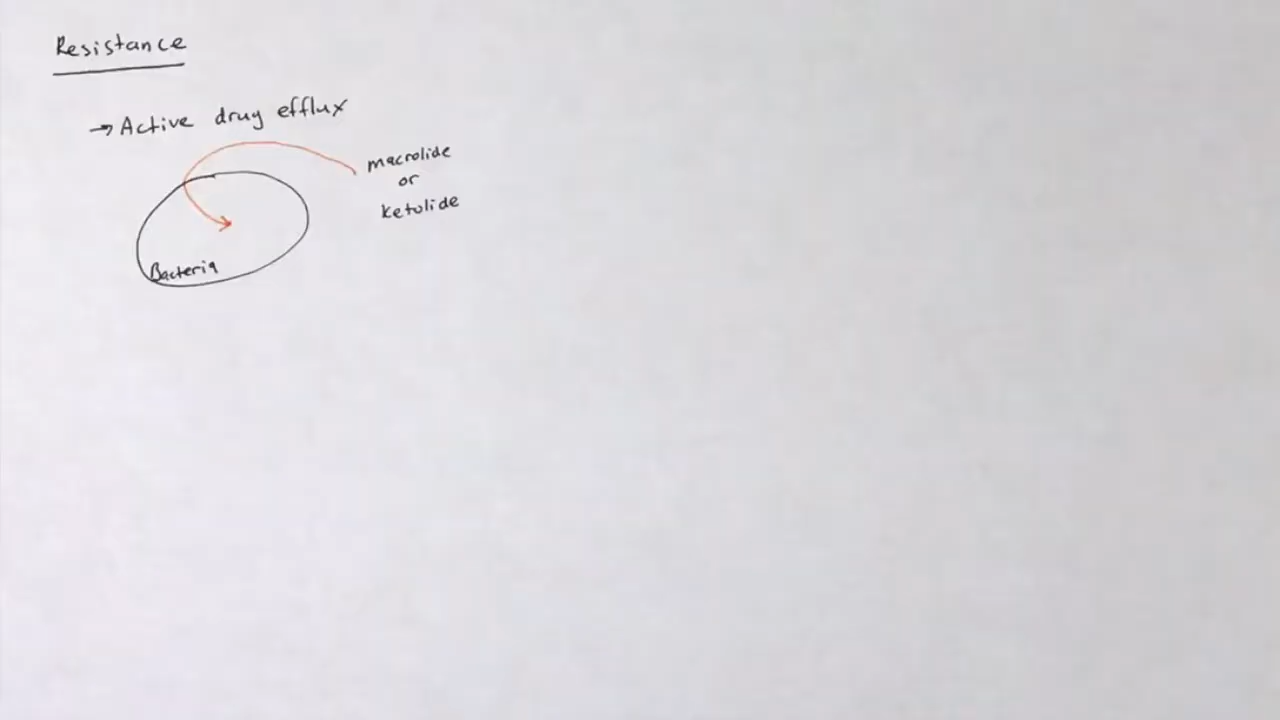 Resistance
→ Active drug efflux
macrolide
or
ketolide
Bacteria